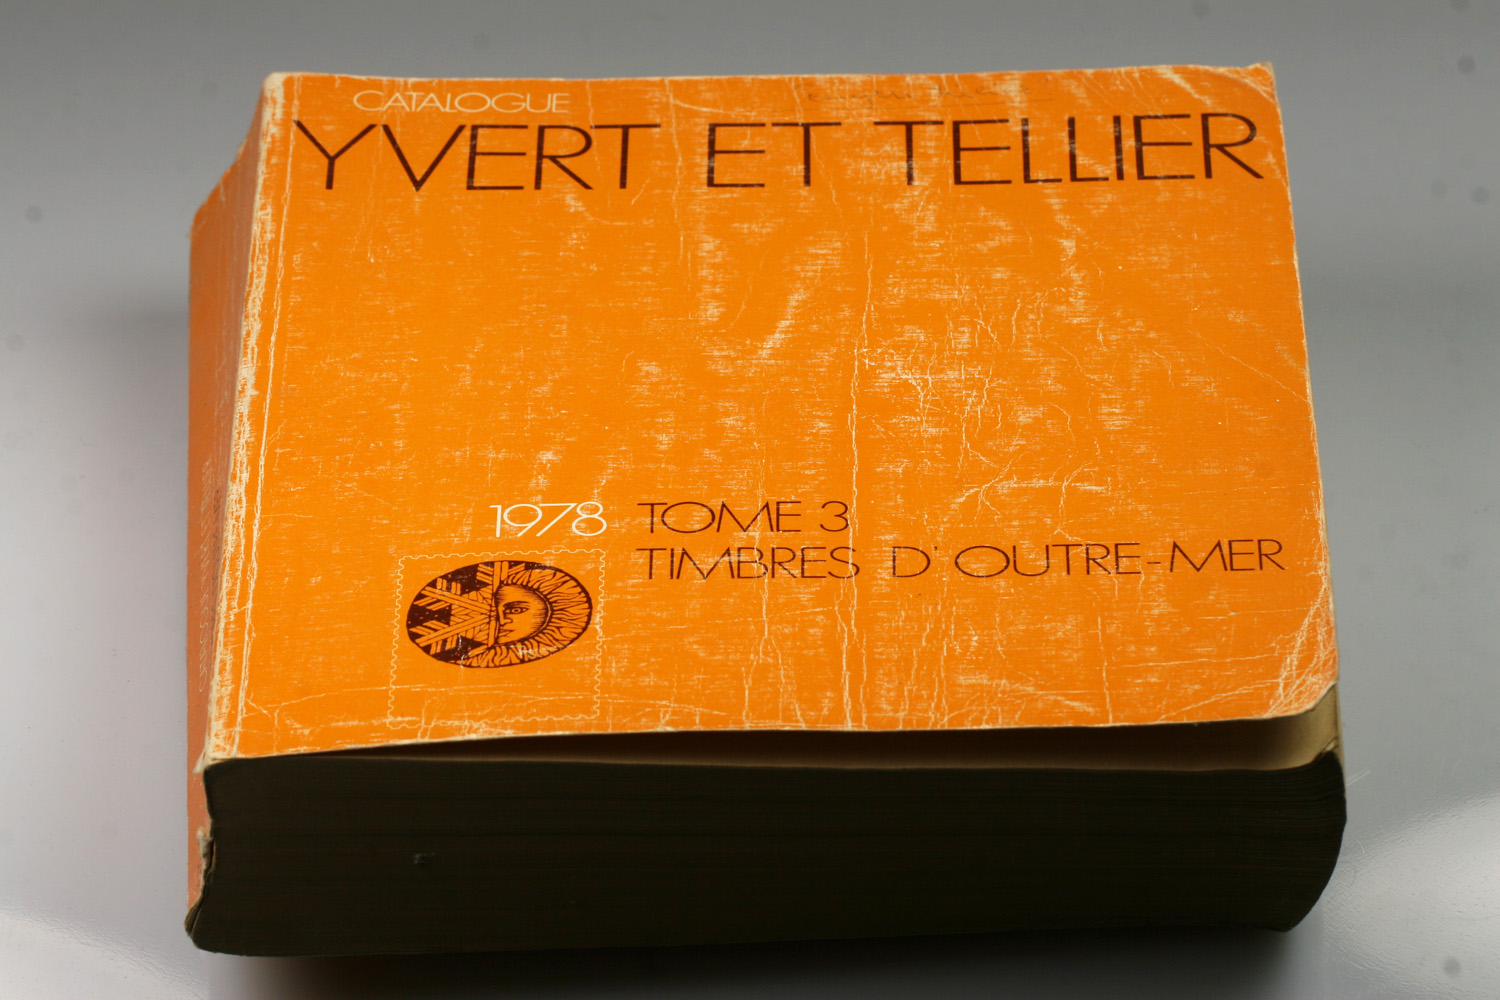 CATALOGUE
YVERT ET TELLIER
1978 TOME 3
TIMBRES D'OUTRE-MER